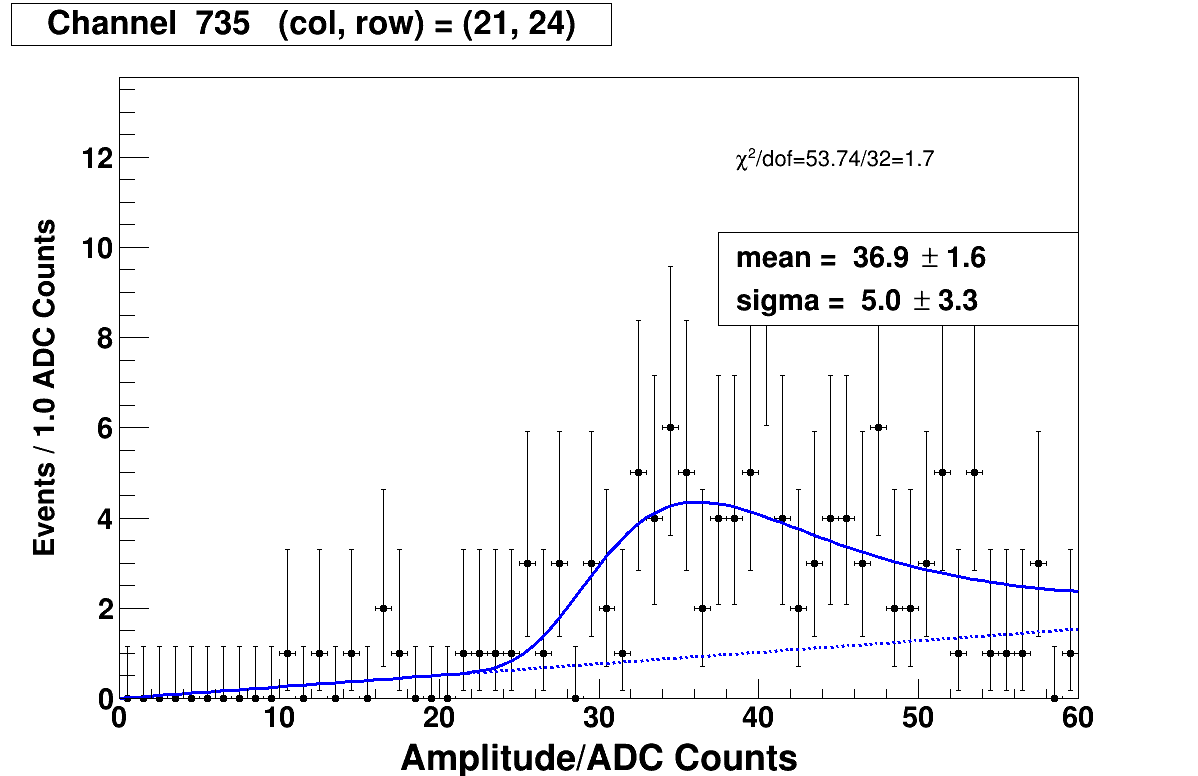 Channel 735 (col, row) = (21, 24)
χ²/dof=53.74/32=1.7
mean = 36.9 ± 1.6
sigma = 5.0 ± 3.3
Events / 1.0 ADC Counts
12
10
8
6
4
2
0
0 10 20 30 40 50 60
Amplitude/ADC Counts